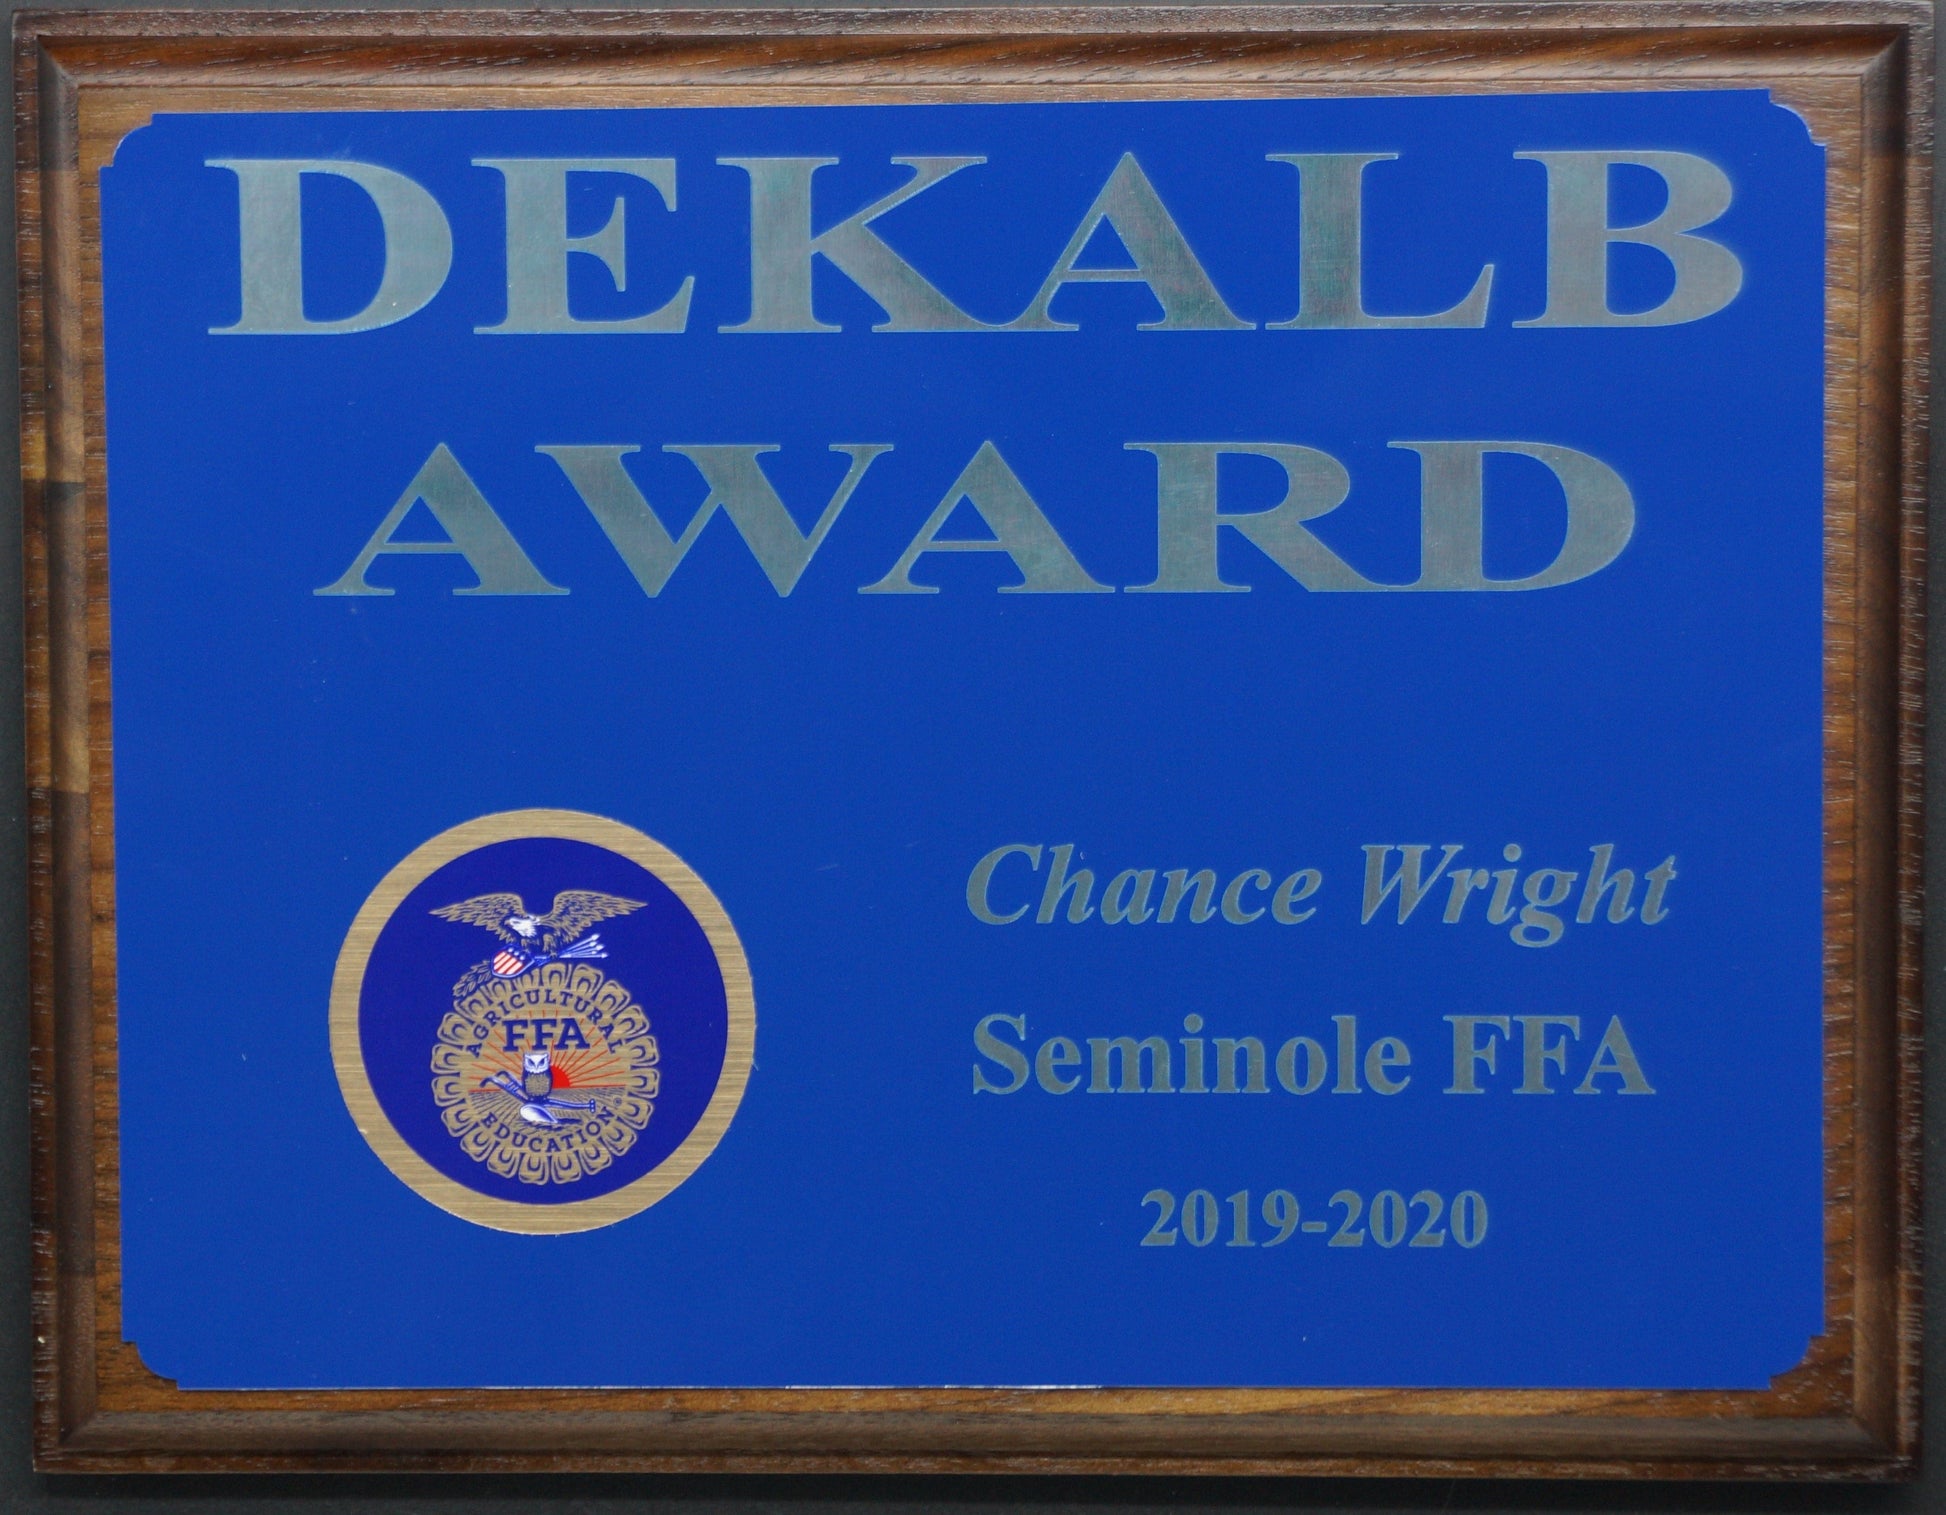 DEKALB
AWARD
AGRICULTURAL
FFA
EDUCATION
Chance Wright
Seminole FFA
2019-2020